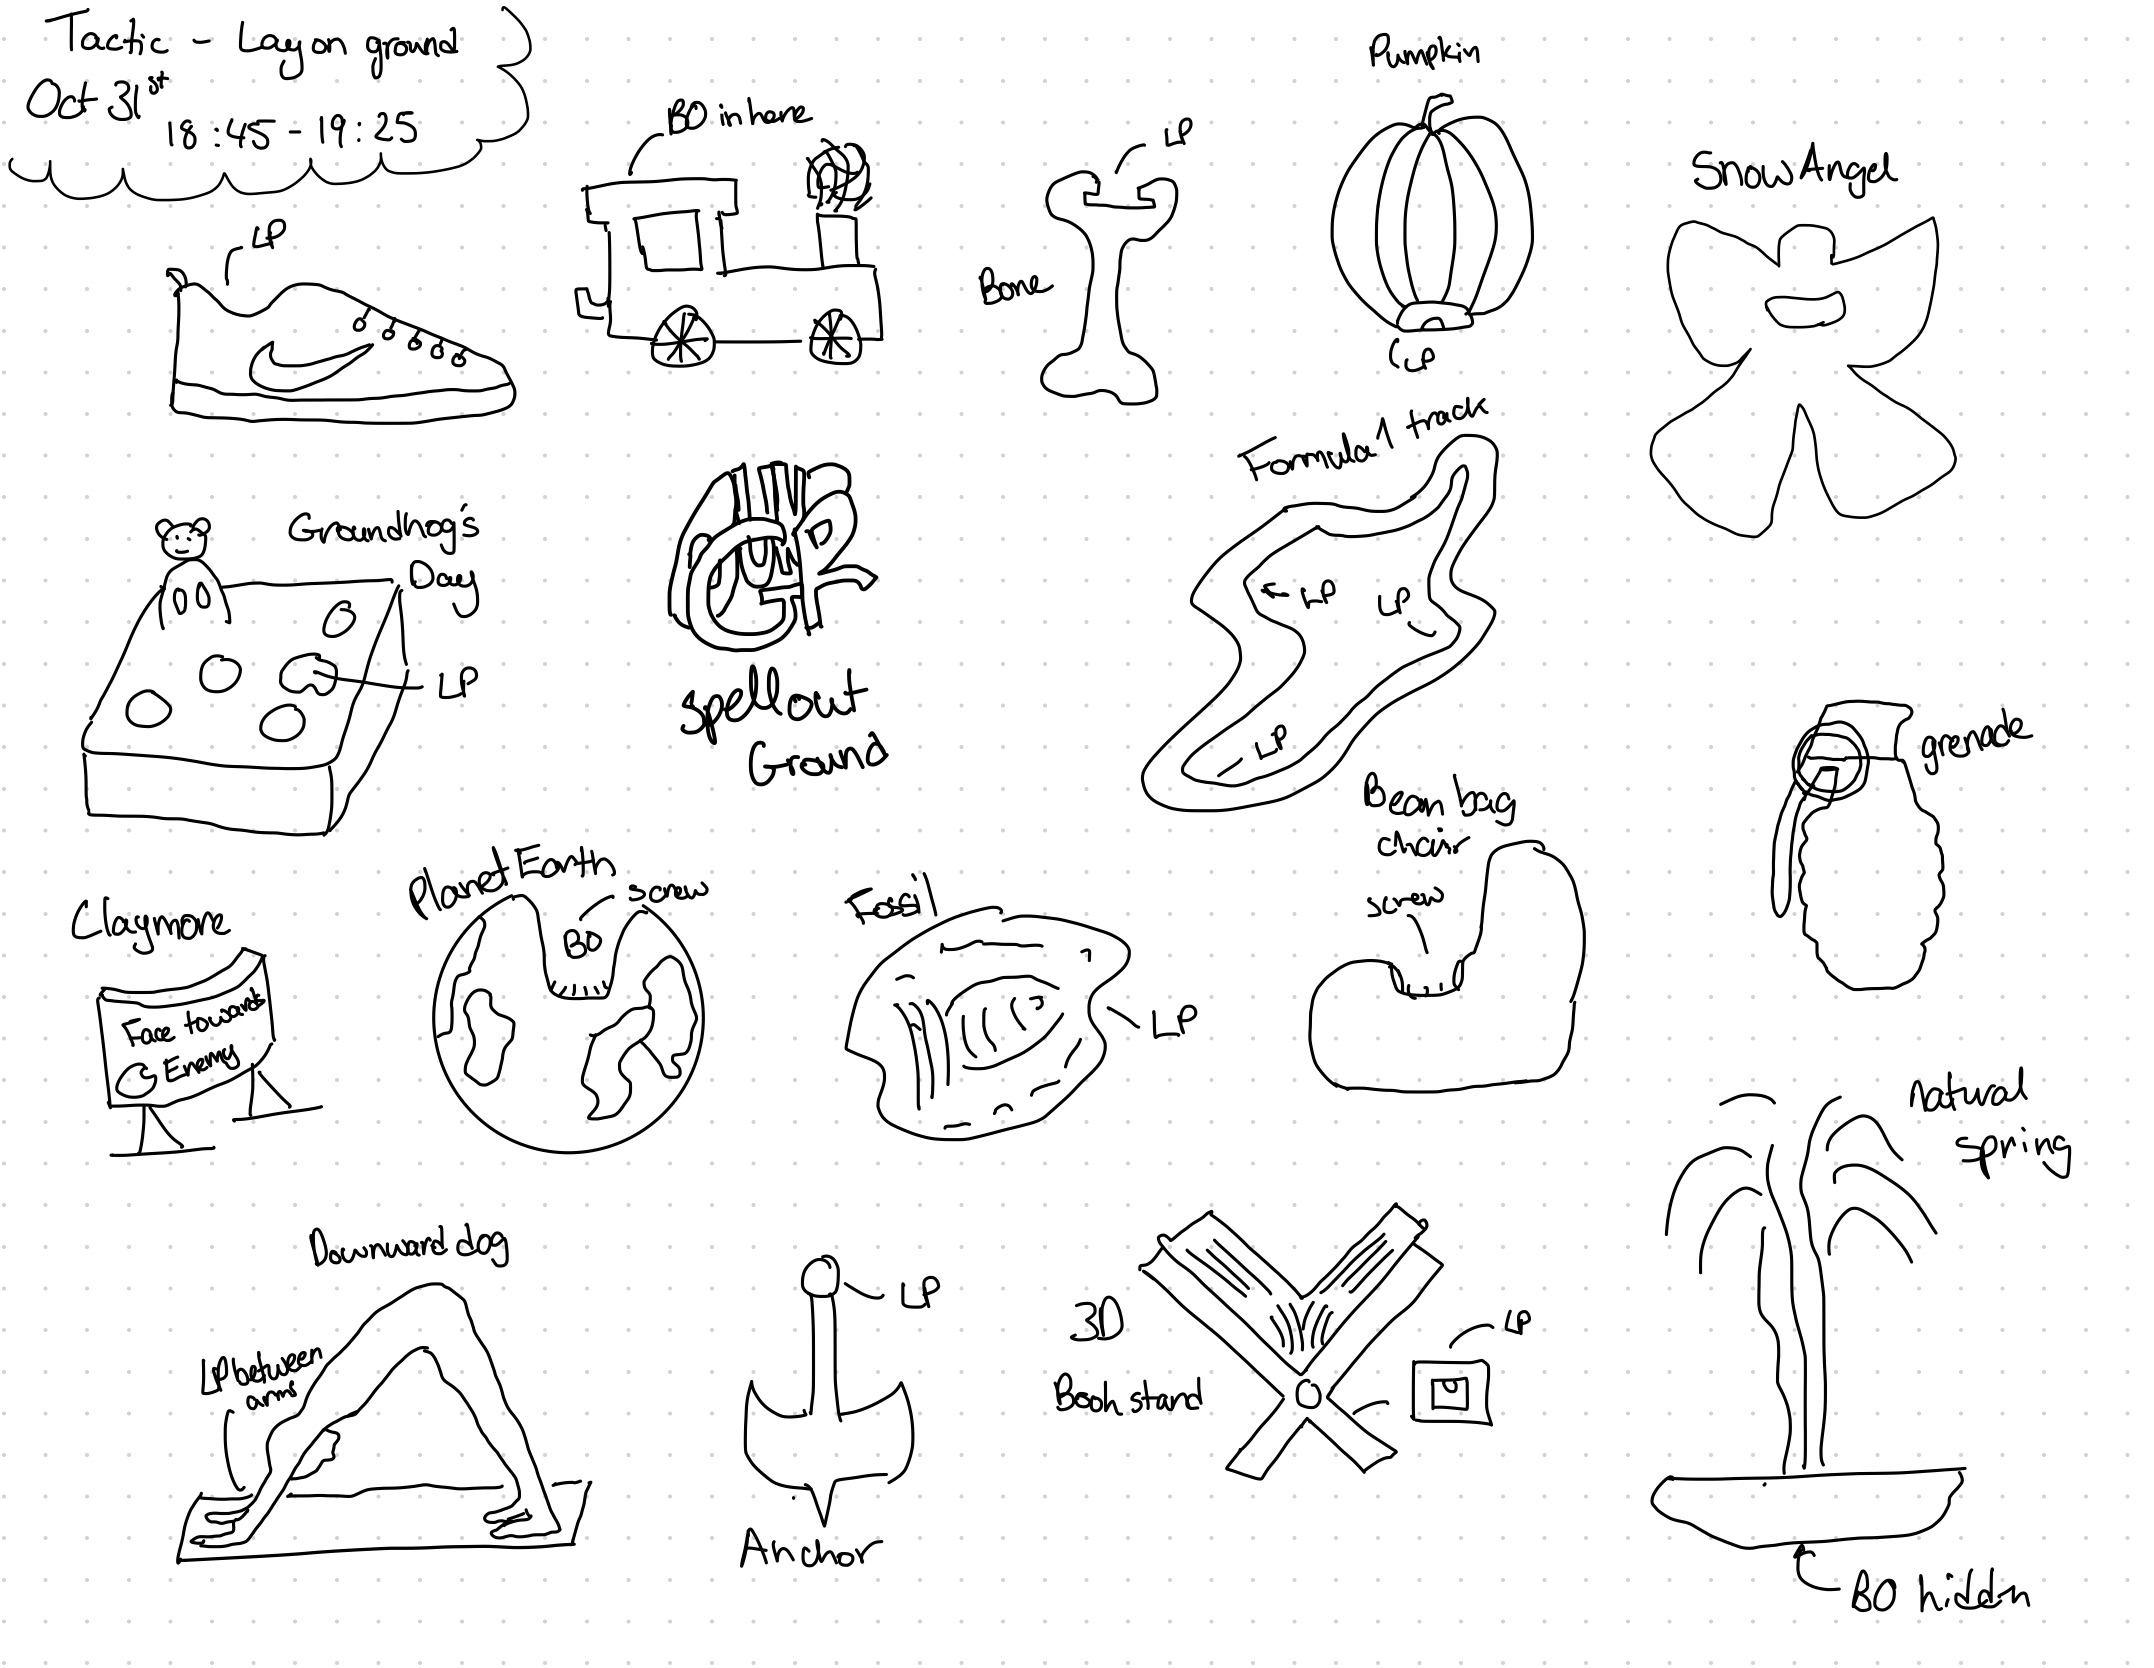 Tactic - Lay on ground
Oct 31st
18:45 - 19:25
LP
BO in here
LP
Bone
Pumpkin
LP
Snow Angel
Groundhog's
Day
LP
spell out
Ground
Formula 1 track
LP
LP
LP
grenade
Claymore
Face toward
Enemy
Planet Earth
screw
BO
Fossil
LP
Bean bag
chair
screw
natural
spring
BO hidden
Downward dog
LP between
arms
LP
Anchor
3D
Book stand
LP